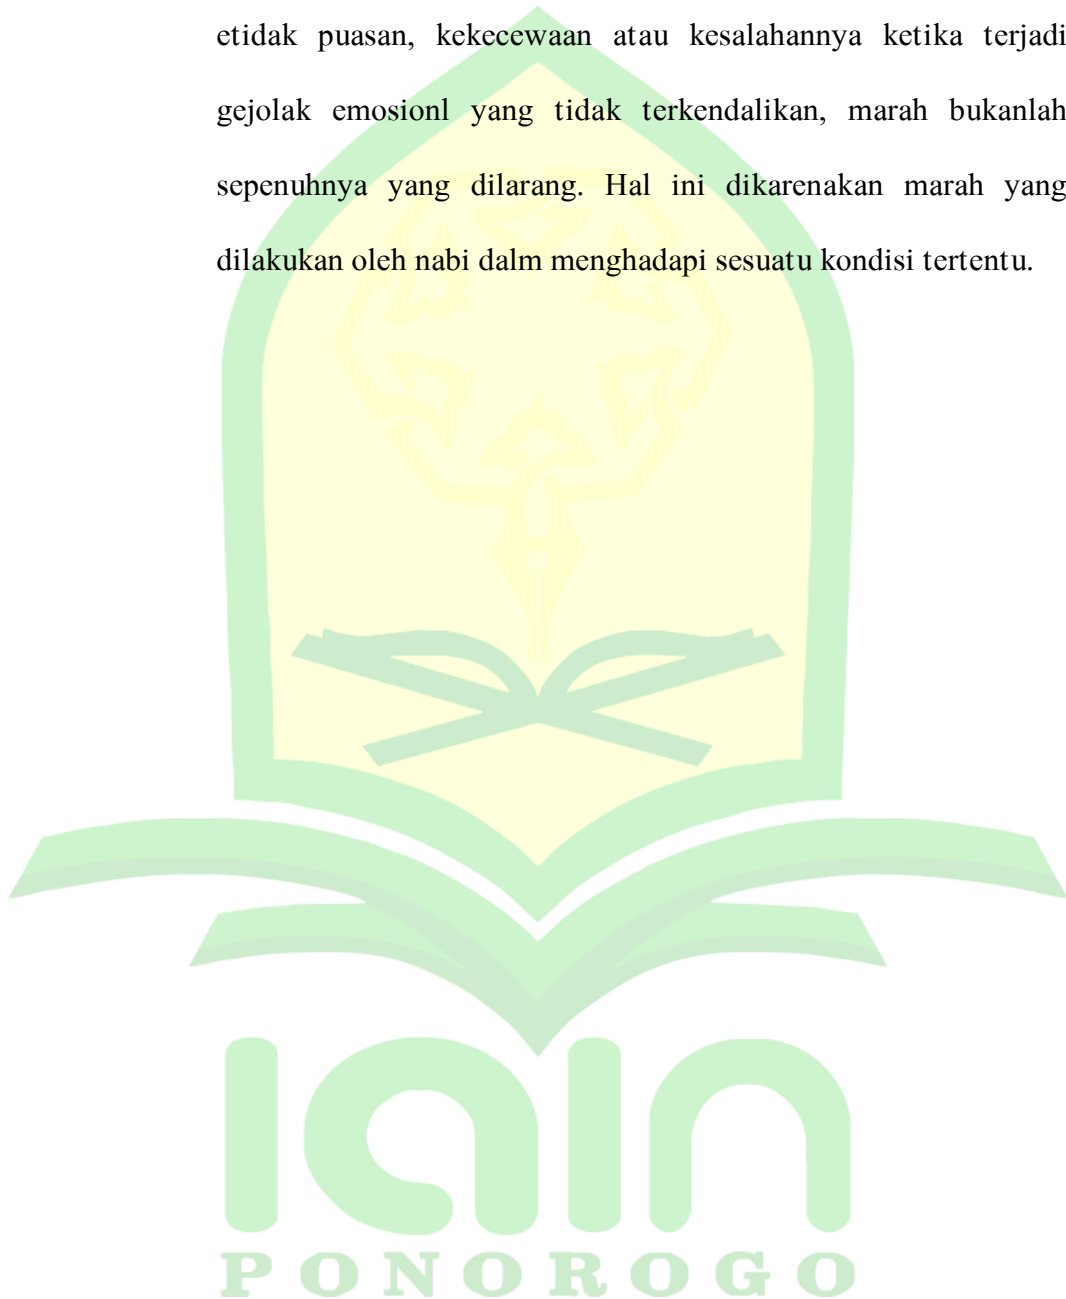 etidak puasan, kekecewaan atau kesalahannya ketika terjadi
gejolak emosionl yang tidak terkendalikan, marah bukanlah
sepenuhnya yang dilarang. Hal ini dikarenakan marah yang
dilakukan oleh nabi dalm menghadapi sesuatu kondisi tertentu.
iain
PONOROGO